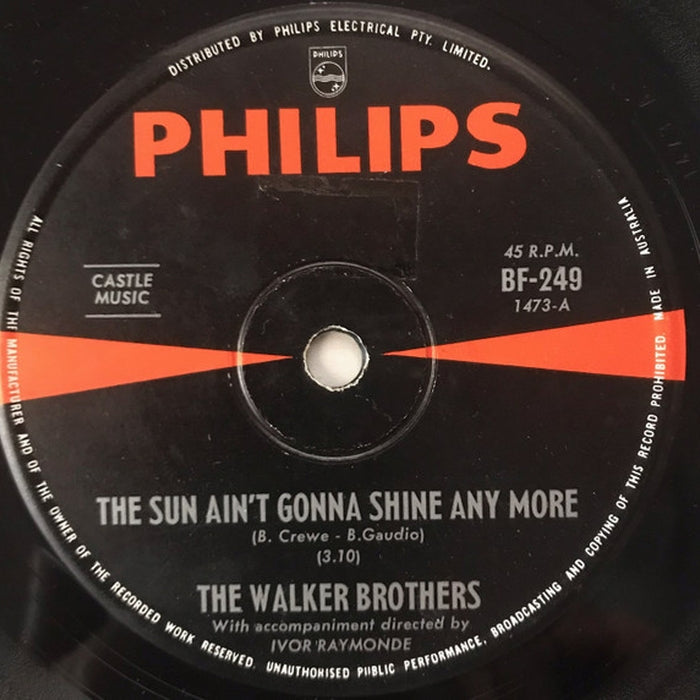 DISTRIBUTED BY PHILIPS ELECTRICAL PTY. LIMITED.
PHILIPS
PHILIPS
CASTLE
MUSIC
45 R.P.M.
BF-249
1473-A
THE SUN AIN'T GONNA SHINE ANY MORE
(B. Crewe - B.Gaudio)
(3.10)
THE WALKER BROTHERS
With accompaniment directed by
IVOR RAYMONDE
ALL RIGHTS OF THE MANUFACTURER AND OF THE OWNER OF THE RECORDED WORK RESERVED. UNAUTHORISED PUBLIC PERFORMANCE, BROADCASTING AND COPYING OF THIS RECORD PROHIBITED. MADE IN AUSTRALIA